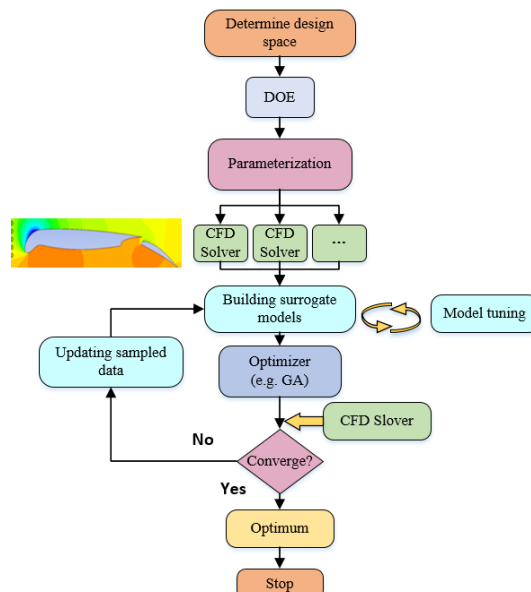 Determine design
space
DOE
Parameterization
CFD
Solver
CFD
Solver
...
Building surrogate
models
Model tuning
Updating sampled
data
Optimizer
(e.g. GA)
CFD Slover
No
Converge?
Yes
Optimum
Stop